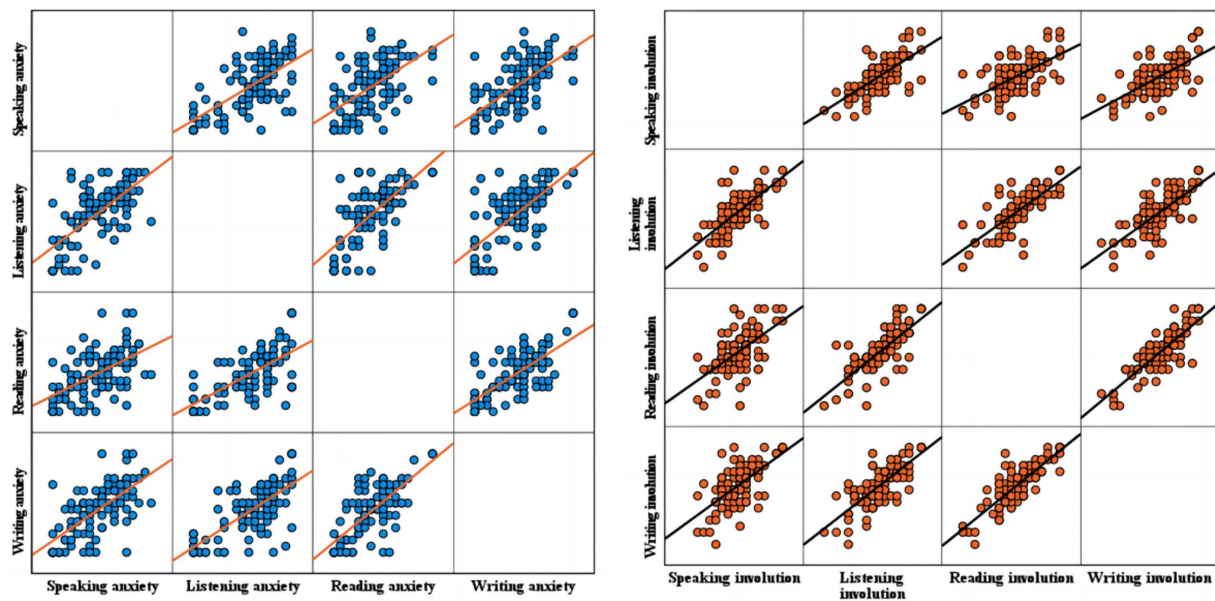 Speaking anxiety
Listening anxiety
Reading anxiety
Writing anxiety
Speaking anxiety
Listening anxiety
Reading anxiety
Writing anxiety
Speaking involution
Listening
involution
Reading involution
Writing involution
Speaking involution
Listening
involution
Reading involution
Writing involution